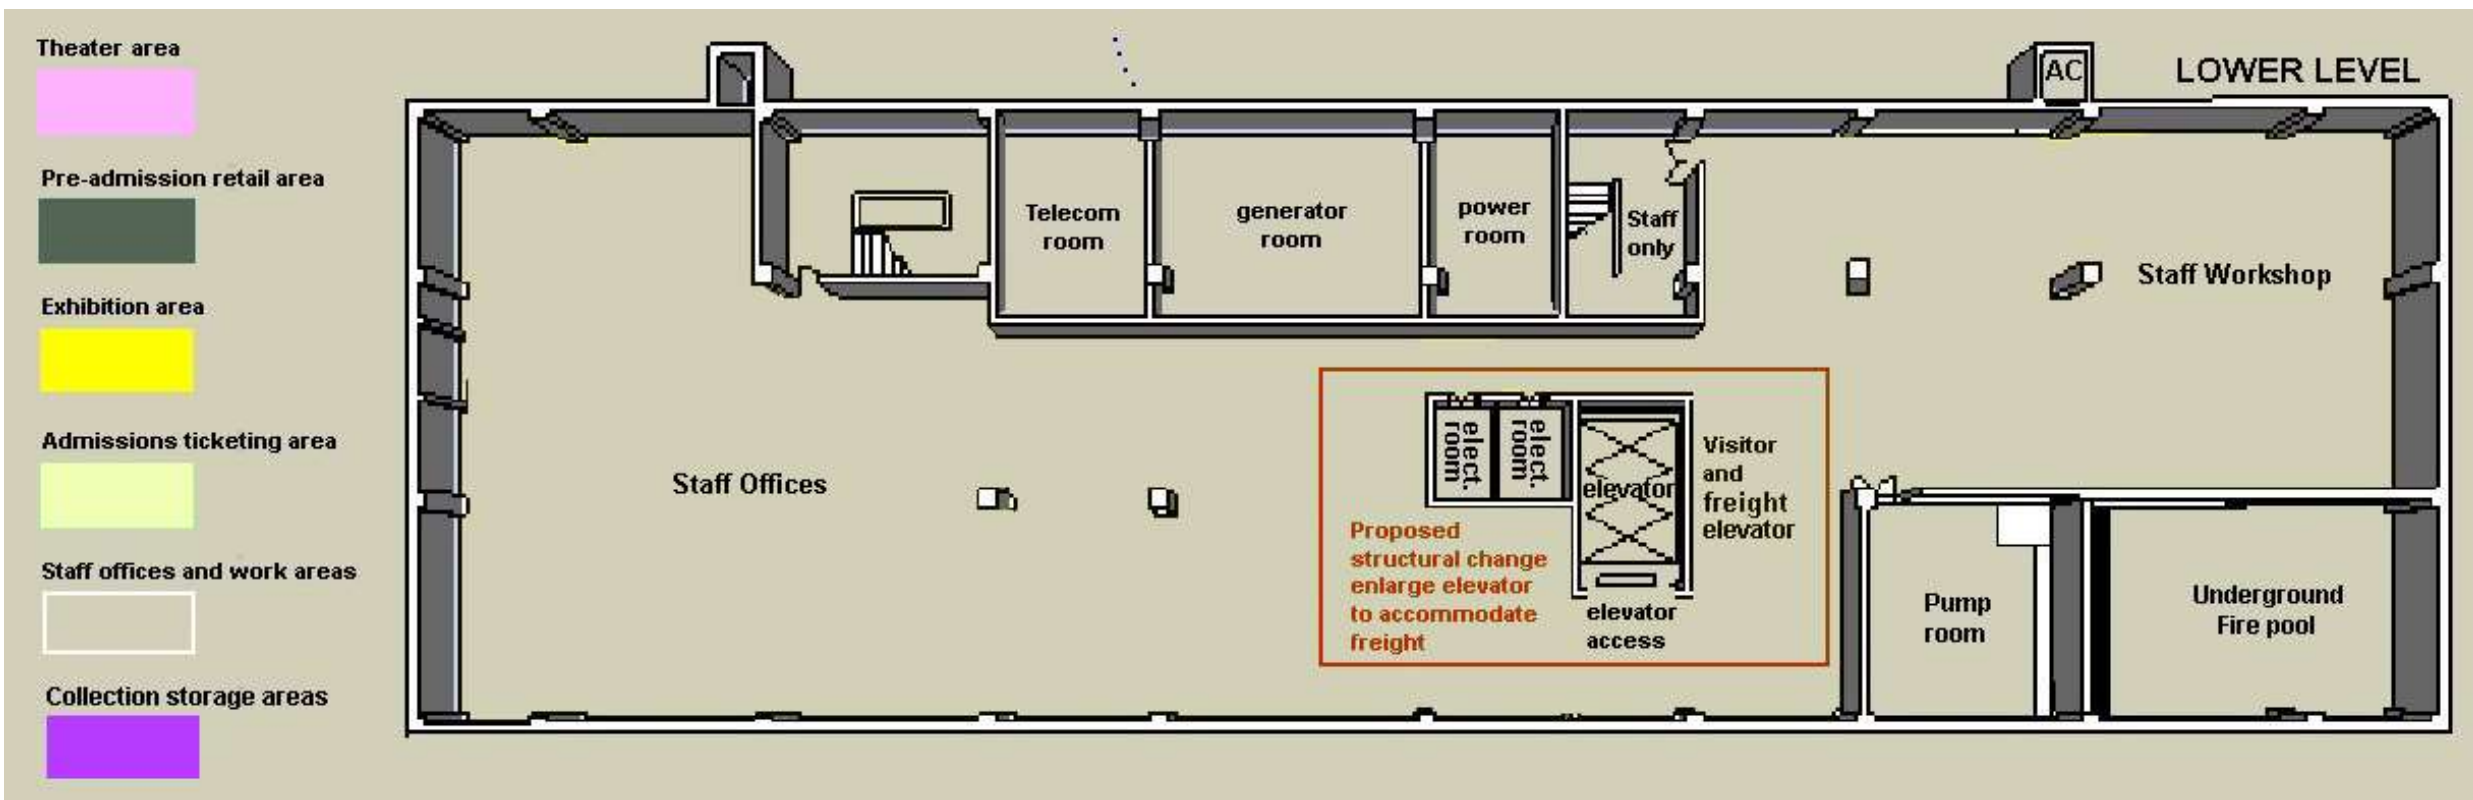 Theater area
Pre-admission retail area
Exhibition area
Admissions ticketing area
Staff offices and work areas
Collection storage areas
AC
LOWER LEVEL
Telecom
room
generator
room
power
room
Staff
only
Staff Workshop
Staff Offices
elect.
room
elect.
room
elevator
Visitor
and
freight
elevator
Proposed
structural change
enlarge elevator
to accommodate
freight
elevator
access
Pump
room
Underground
Fire pool